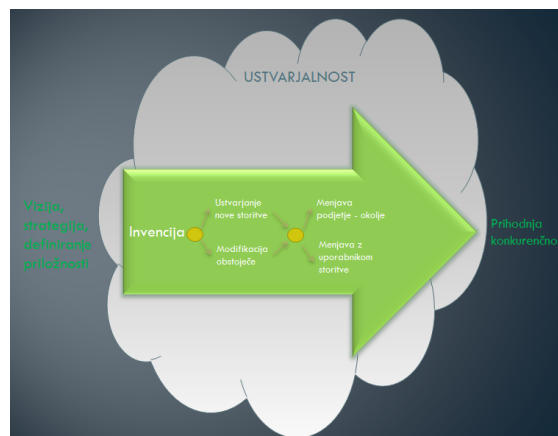 USTVARJALNOST
Vizija,
strategija,
definiranje
priložnosti
Invencija
Ustvarjanje
nove storitve
Modifikacija
obstoječe
Menjava
podjetje - okolje
Menjava z
uporabnikom
storitve
Prihodnja
konkurenčno